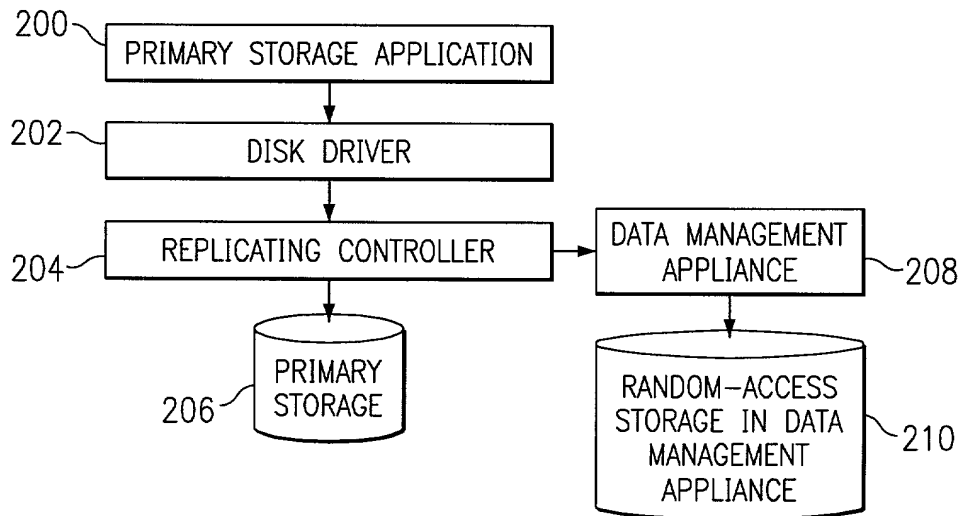 200
PRIMARY STORAGE APPLICATION
202
DISK DRIVER
204
REPLICATING CONTROLLER
DATA MANAGEMENT
APPLIANCE
208
206
PRIMARY
STORAGE
RANDOM-ACCESS
STORAGE IN DATA
MANAGEMENT
APPLIANCE
210